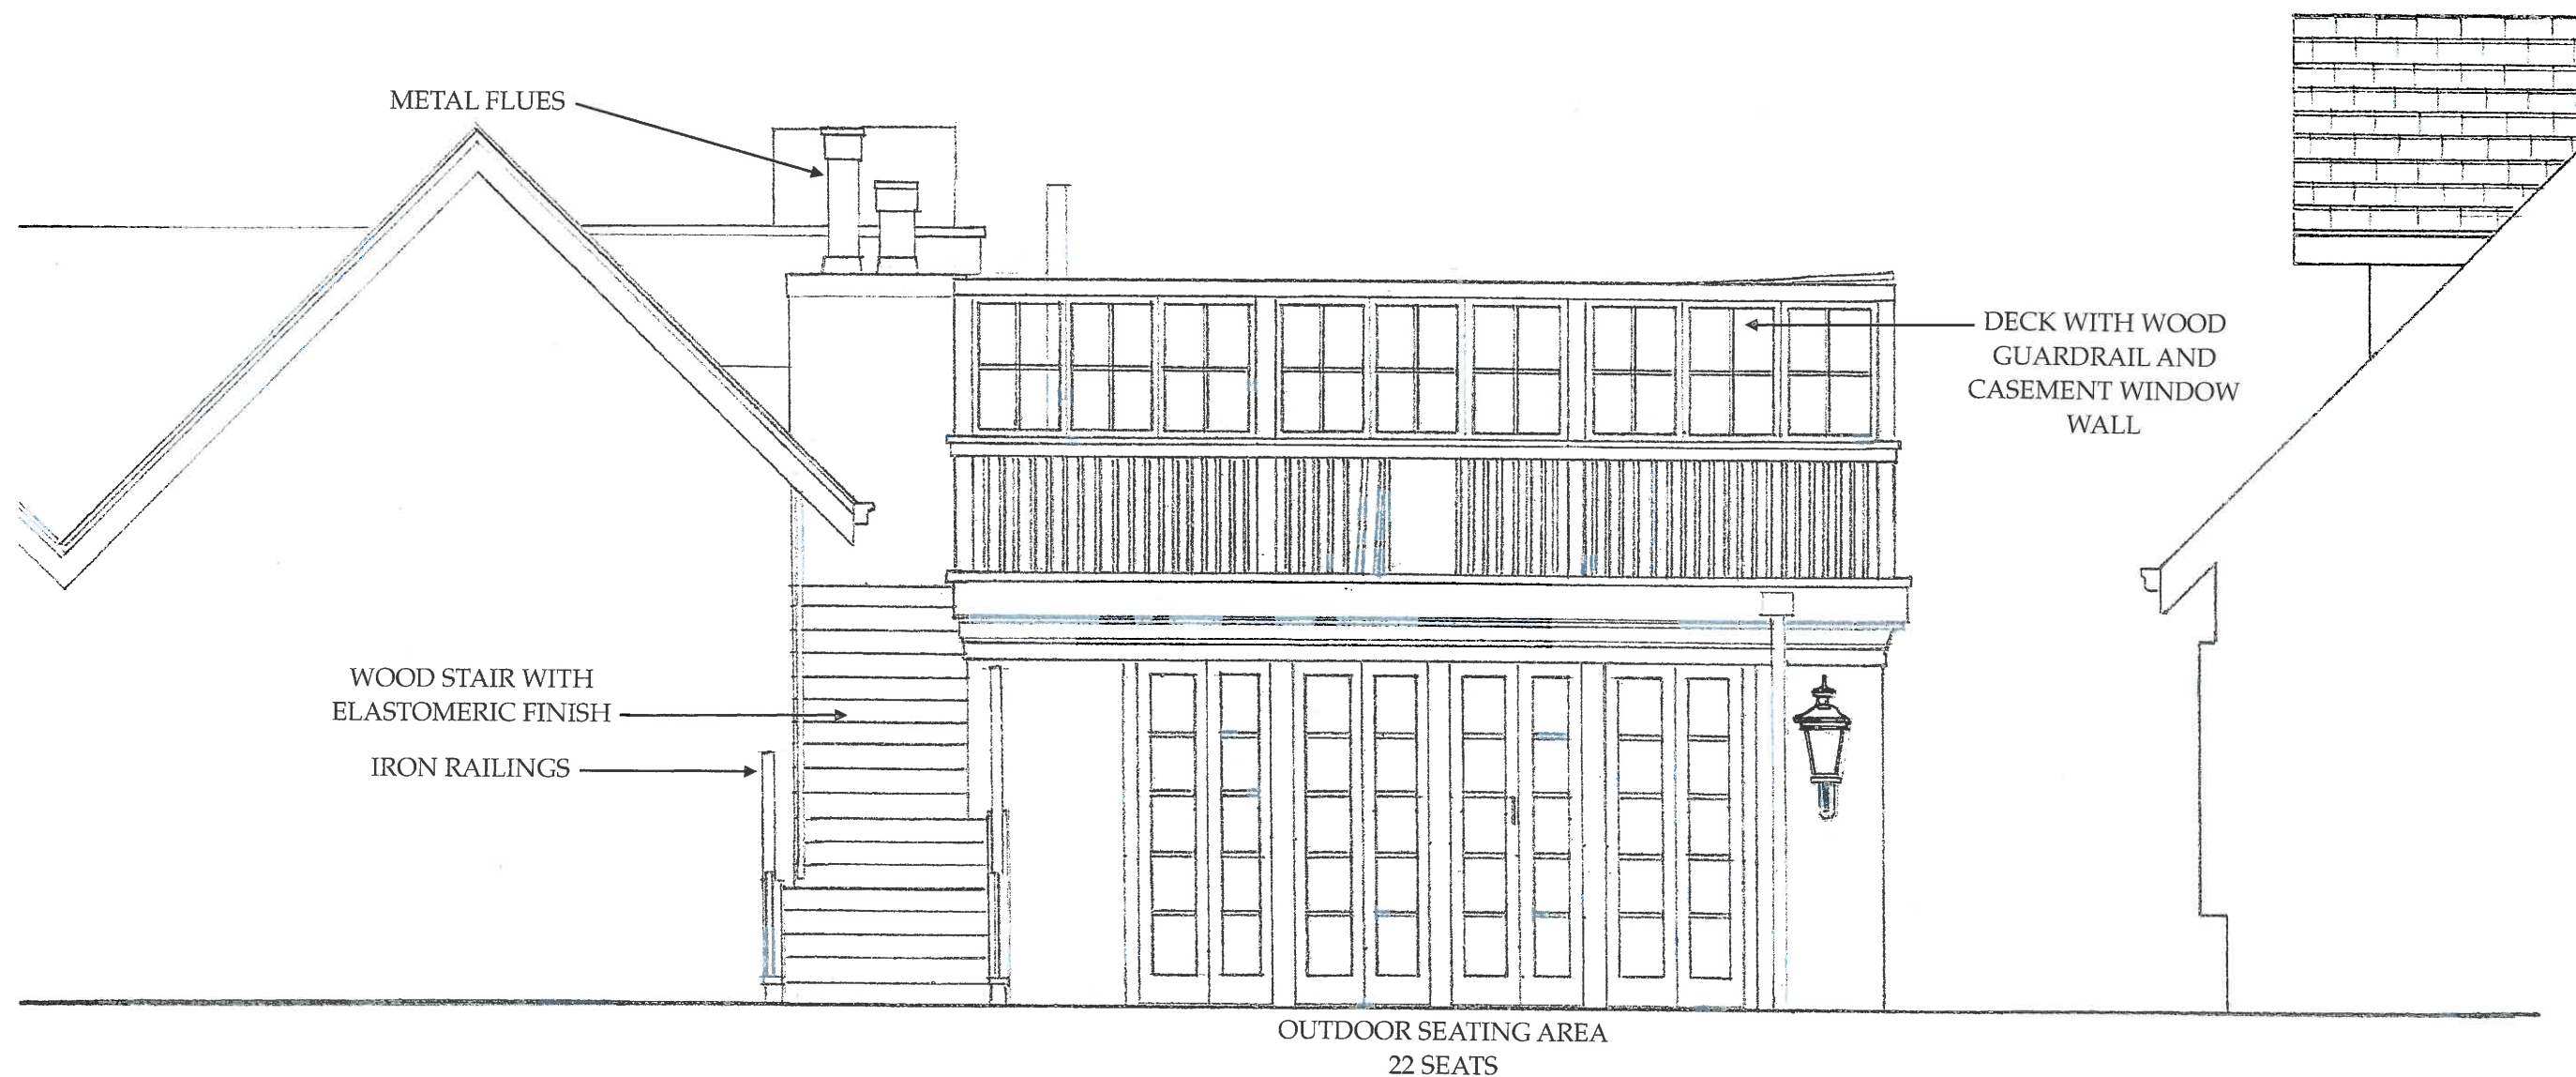 METAL FLUES
DECK WITH WOOD
GUARDRAIL AND
CASEMENT WINDOW
WALL
WOOD STAIR WITH
ELASTOMERIC FINISH
IRON RAILINGS
OUTDOOR SEATING AREA
22 SEATS